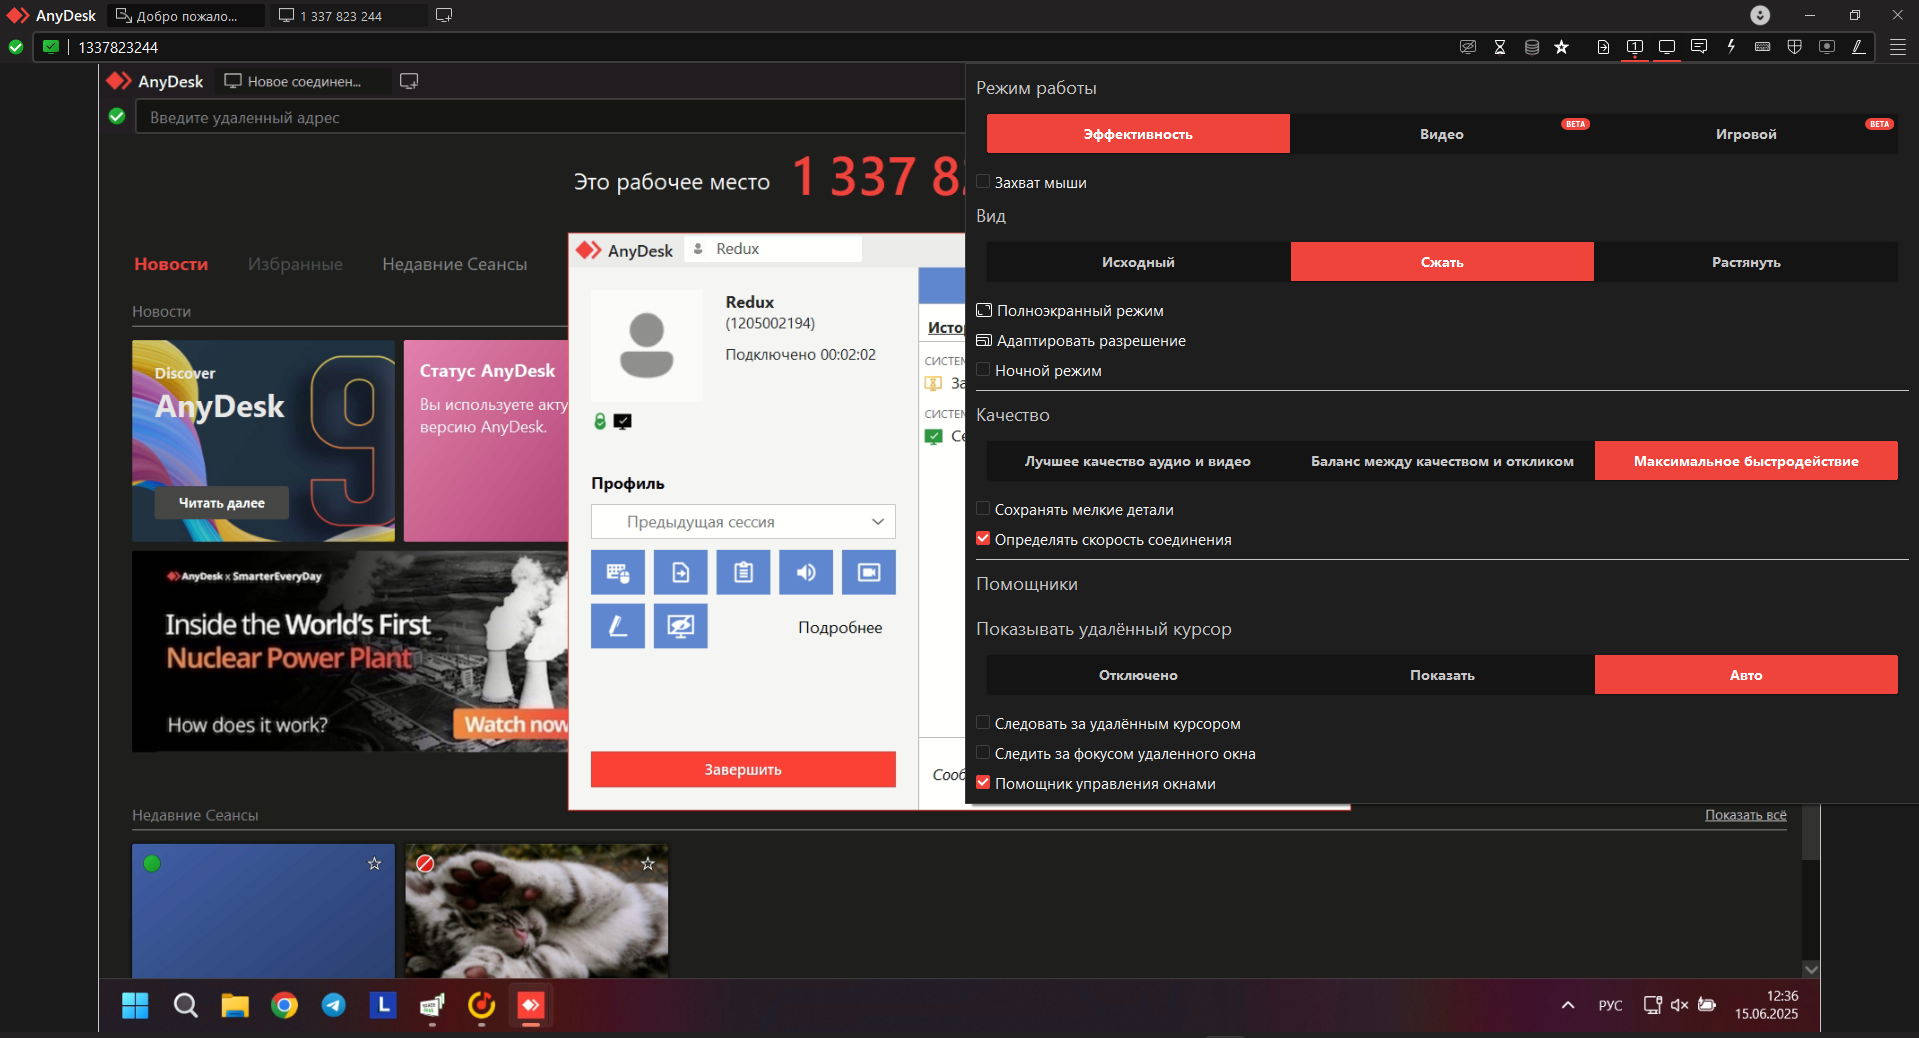 AnyDesk
Добро пожало...
1 337 823 244
1337823244
1
AnyDesk
Новое соединен...
Введите удаленный адрес
Это рабочее место
1 337 8
Новости
Избранные
Недавние Сеансы
Новости
Discover
AnyDesk
9
Читать далее
Статус AnyDesk
Вы используете акту
версию AnyDesk.
AnyDesk x SmarterEveryDay
Inside the World's First
Nuclear Power Plant
How does it work?
Watch now
AnyDesk
Redux
Redux
(1205002194)
Подключено 00:02:02
Профиль
Предыдущая сессия
Подробнее
Завершить
Исто
СИСТЕМ
За
СИСТЕМ
Се
Сооб
Режим работы
Эффективность
Видео
BETA
Игровой
BETA
Захват мыши
Вид
Исходный
Сжать
Растянуть
Полноэкранный режим
Адаптировать разрешение
Ночной режим
Качество
Лучшее качество аудио и видео
Баланс между качеством и откликом
Максимальное быстродействие
Сохранять мелкие детали
Определять скорость соединения
Помощники
Показывать удалённый курсор
Отключено
Показать
Авто
Следовать за удалённым курсором
Следить за фокусом удаленного окна
Помощник управления окнами
Недавние Сеансы
Показать всё
L
РУС
12:36
15.06.2025